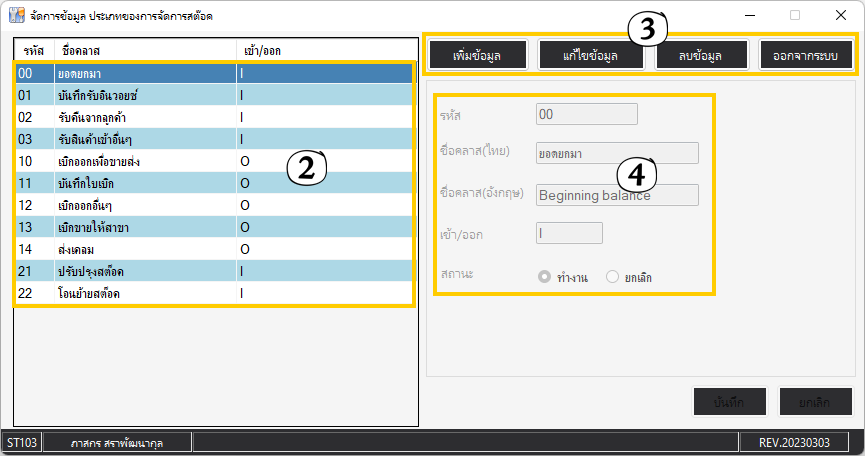 จัดการข้อมูล ประเภทของการจัดการสต๊อค
รหัส ชื่อคลาส เข้า/ออก
00 ยอดยกมา I
01 บันทึกรับอินวอยซ์ I
02 รับคืนจากลูกค้า I
03 รับสินค้าเข้าอื่นๆ I
10 เบิกออกเพื่อขายส่ง O
11 บันทึกใบเบิก O
12 เบิกออกอื่นๆ O
13 เบิกขายให้สาขา O
14 ส่งเคลม O
21 ปรับปรุงสต๊อค I
22 โอนย้ายสต๊อค I
2
3
เพิ่มข้อมูล แก้ไขข้อมูล ลบข้อมูล ออกจากระบบ
รหัส 00
ชื่อคลาส(ไทย) ยอดยกมา
4
ชื่อคลาส(อังกฤษ) Beginning balance
เข้า/ออก I
สถานะ ทำงาน ยกเลิก
บันทึก ยกเลิก
ST103 ภาสกร สราพัฒนากุล REV.20230303